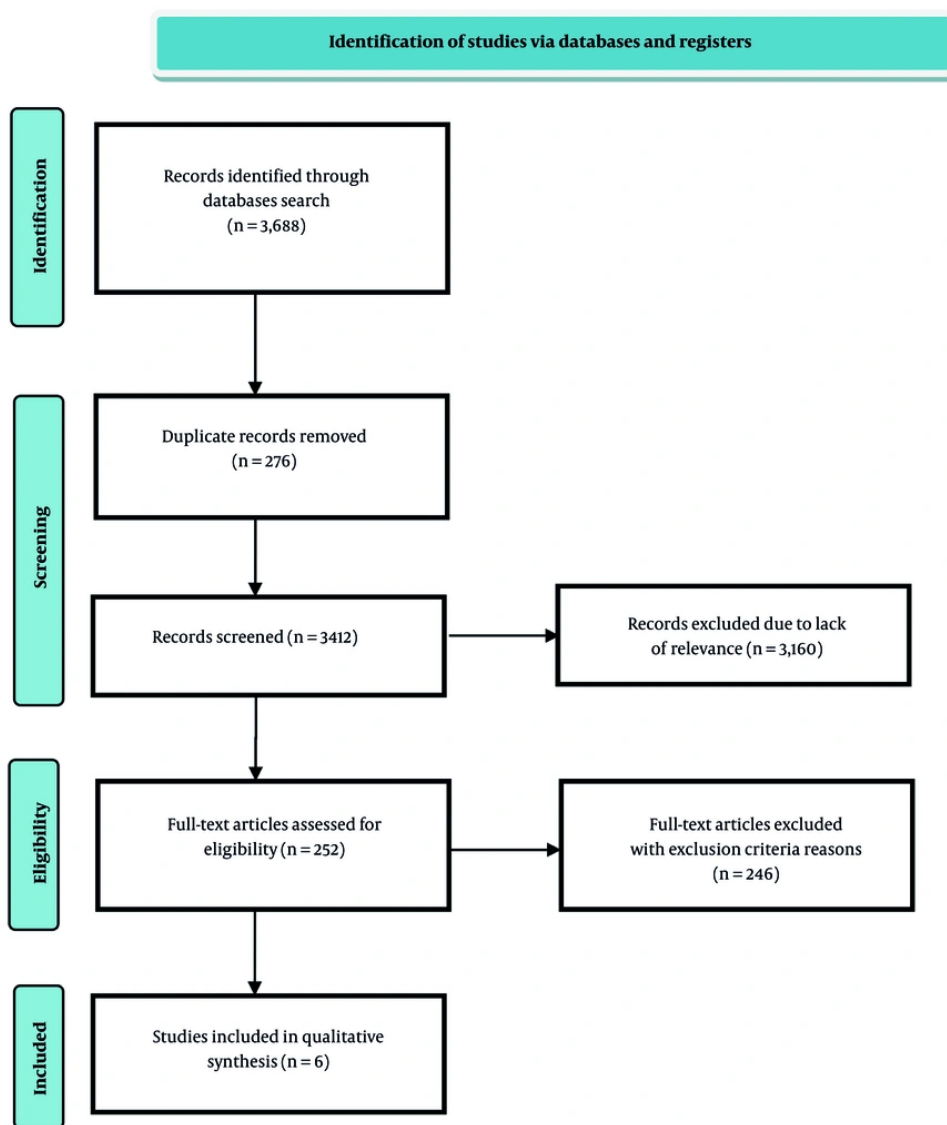 Identification of studies via databases and registers
Identification
Records identified through
databases search
(n = 3,688)
Screening
Duplicate records removed
(n = 276)
Records screened (n = 3412)
Records excluded due to lack
of relevance (n = 3,160)
Eligibility
Full-text articles assessed for
eligibility (n = 252)
Full-text articles excluded
with exclusion criteria reasons
(n = 246)
Included
Studies included in qualitative
synthesis (n = 6)